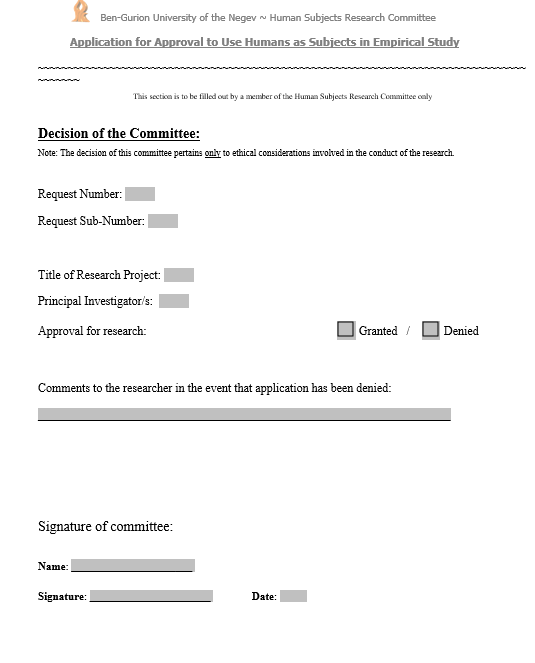 Ben-Gurion University of the Negev ~ Human Subjects Research Committee
Application for Approval to Use Humans as Subjects in Empirical Study
~~~~~~~~~~~~~~~~~~~~~~~~~~~~~~~~~~~~~~~~~~~~~~~~~~~~~~~~~~~~~~~~~~~~~~~~~~~~~~~~
~~~~~~~
This section is to be filled out by a member of the Human Subjects Research Committee only
Decision of the Committee:
Note: The decision of this committee pertains only to ethical considerations involved in the conduct of the research.
Request Number:
Request Sub-Number:
Title of Research Project:
Principal Investigator/s:
Approval for research: Granted / Denied
Comments to the researcher in the event that application has been denied:
Signature of committee:
Name:
Signature: Date: